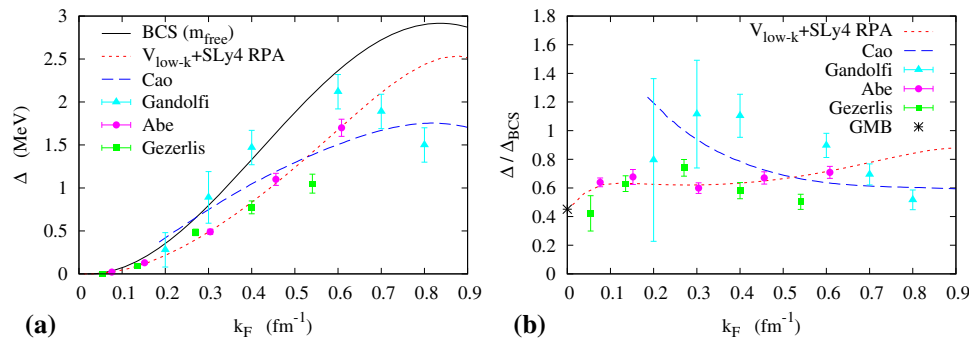 3
2.5
2
1.5
1
0.5
0
Δ (MeV)
BCS (m_free)
V_low-k+SLy4 RPA
Cao
Gandolfi
Abe
Gezerlis
0 0.1 0.2 0.3 0.4 0.5 0.6 0.7 0.8 0.9
k_F (fm⁻¹)
(a)
1.8
1.6
1.4
1.2
1
0.8
0.6
0.4
0.2
0
Δ / Δ_BCS
V_low-k+SLy4 RPA
Cao
Gandolfi
Abe
Gezerlis
GMB
0 0.1 0.2 0.3 0.4 0.5 0.6 0.7 0.8 0.9
k_F (fm⁻¹)
(b)